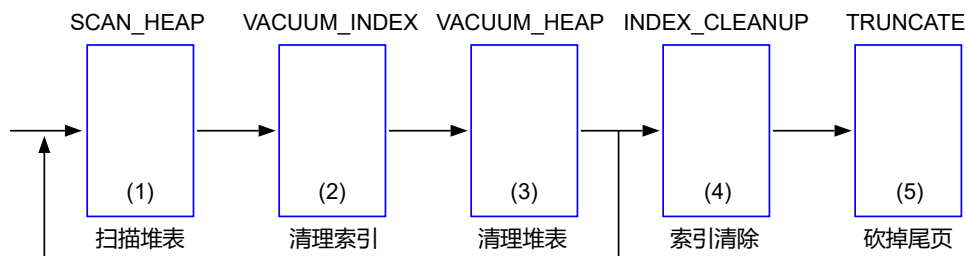 SCAN_HEAP VACUUM_INDEX VACUUM_HEAP INDEX_CLEANUP TRUNCATE
(1) (2) (3) (4) (5)
扫描堆表 清理索引 清理堆表 索引清除 砍掉尾页